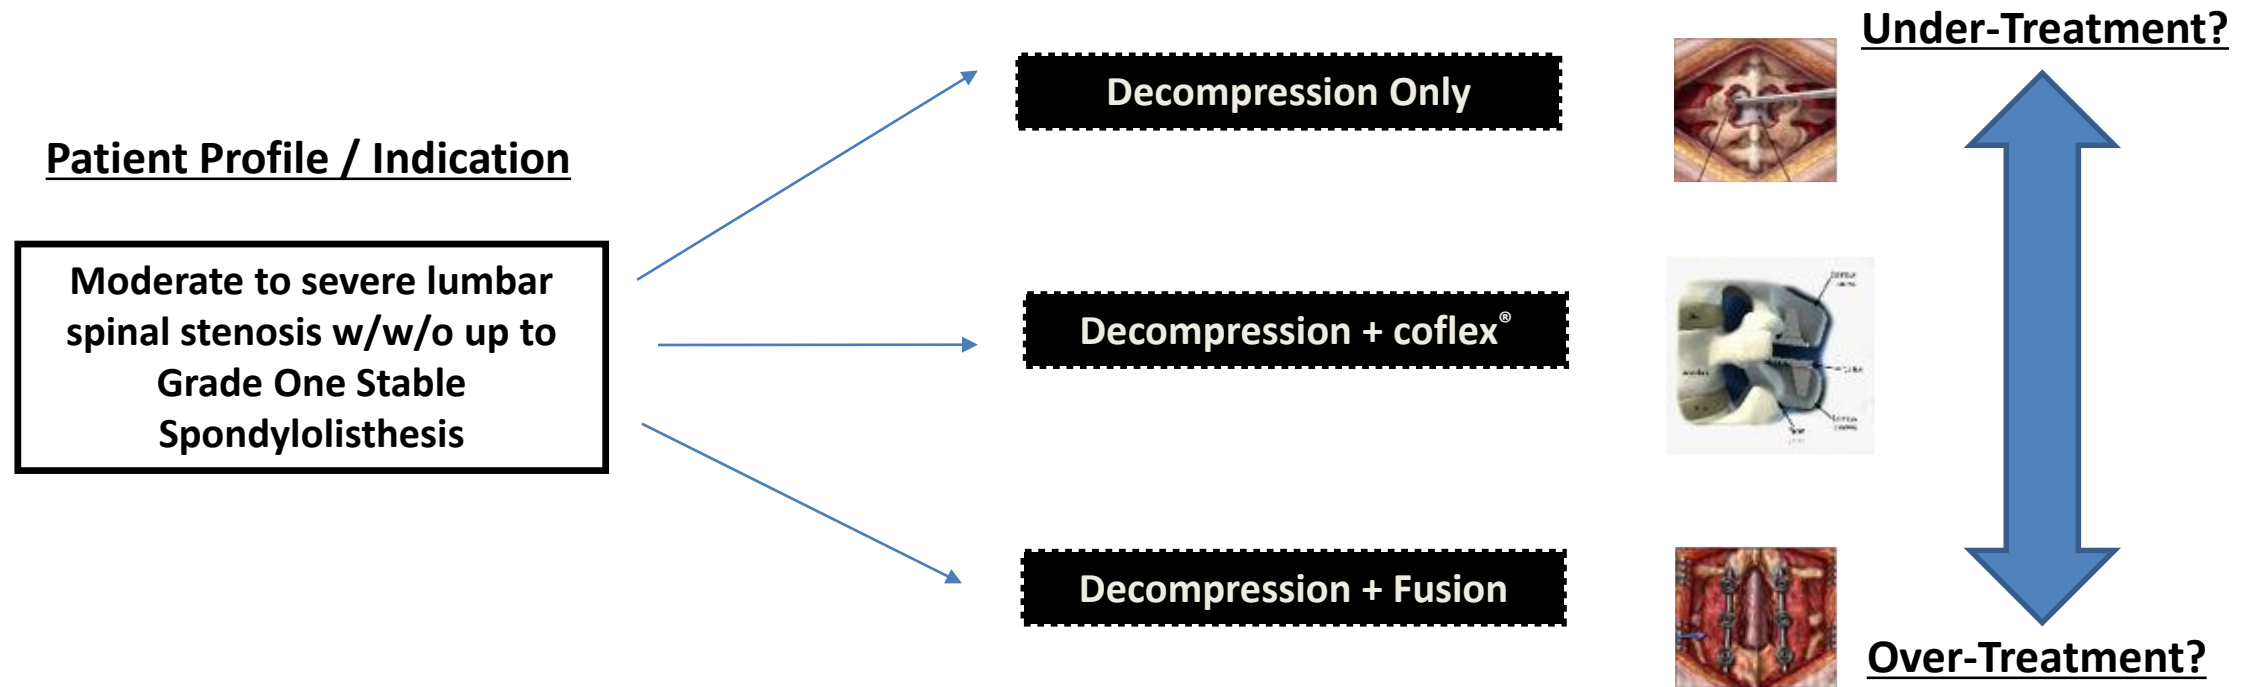 Under-Treatment?
Decompression Only
Patient Profile / Indication
Moderate to severe lumbar
spinal stenosis w/w/o up to
Grade One Stable
Spondylolisthesis
Decompression + coflex®
Decompression + Fusion
Over-Treatment?